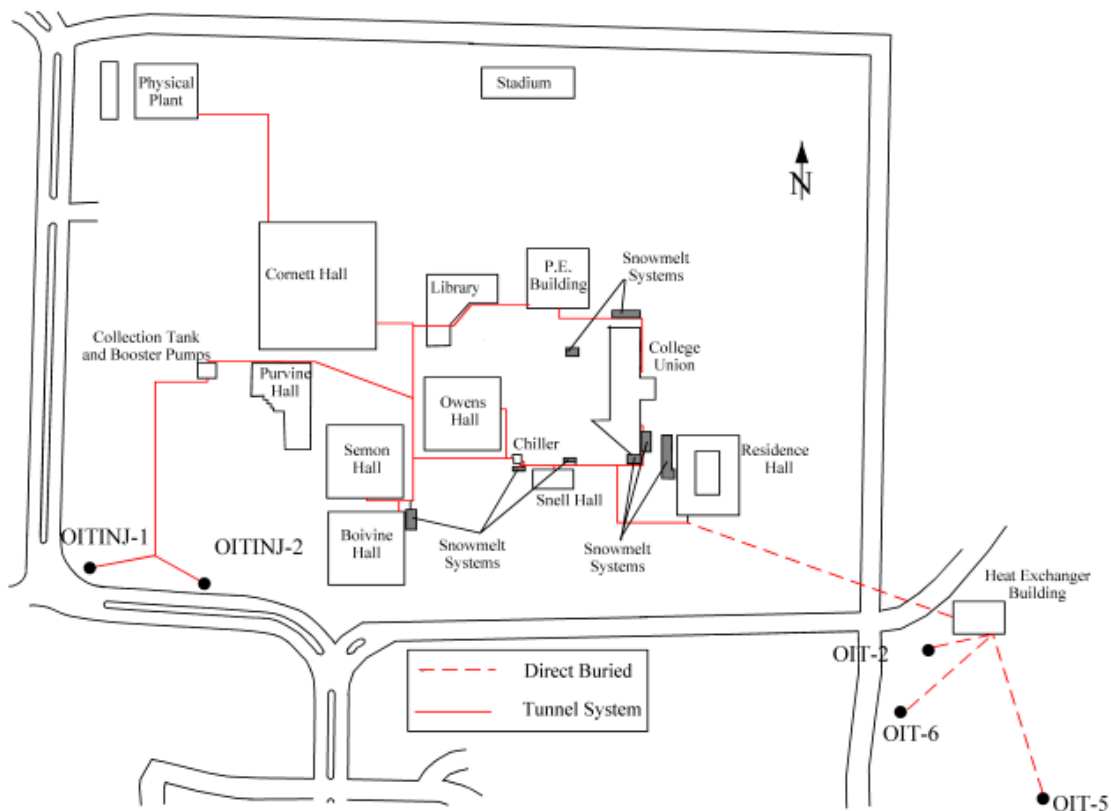 Physical
Plant
Stadium
N
Cornett Hall
Library
P.E.
Building
Snowmelt
Systems
Collection Tank
and Booster Pumps
Purvine
Hall
College
Union
Owens
Hall
Semon
Hall
Chiller
Residence
Hall
Snell Hall
OITINJ-1
OITINJ-2
Boivine
Hall
Snowmelt
Systems
Snowmelt
Systems
Heat Exchanger
Building
OIT-2
Direct Buried
Tunnel System
OIT-6
OIT-5